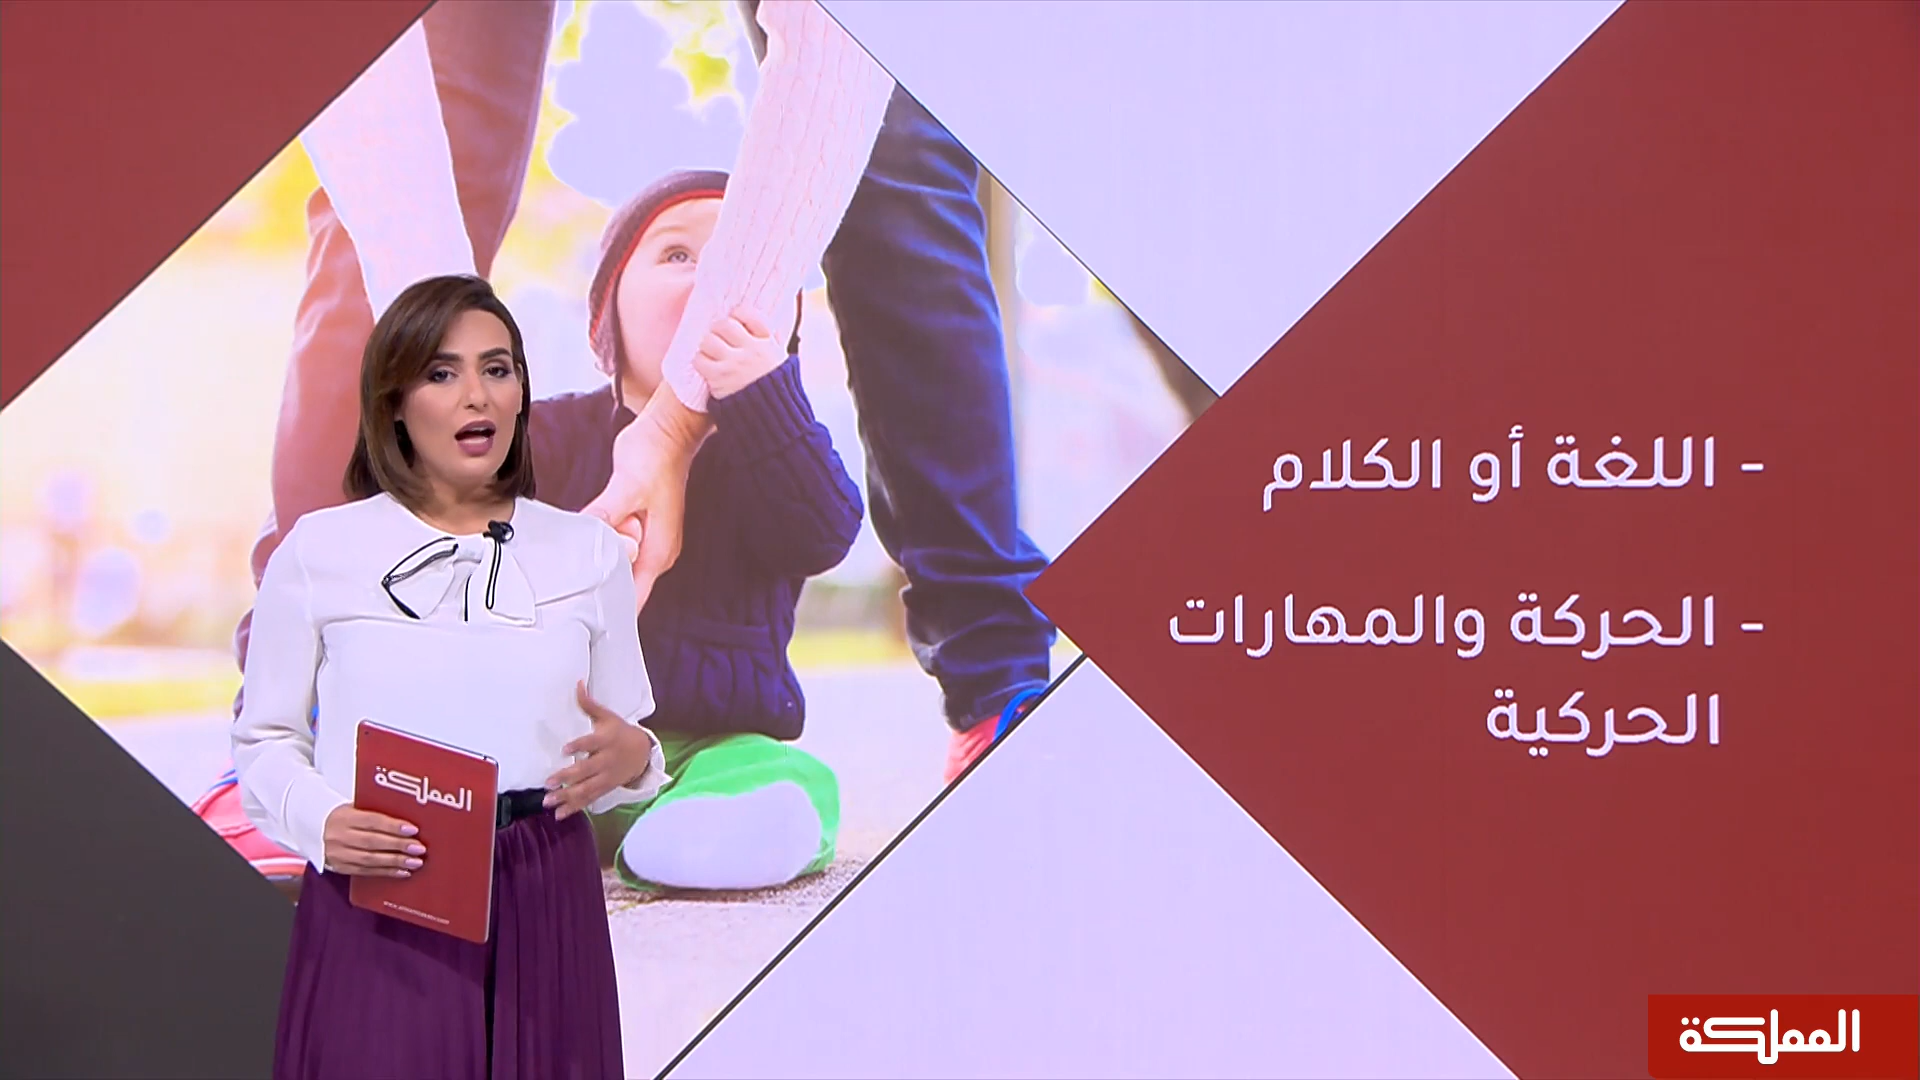 - اللغة أو الكلام
- الحركة والمهارات
الحركية
المملكة
المملكة